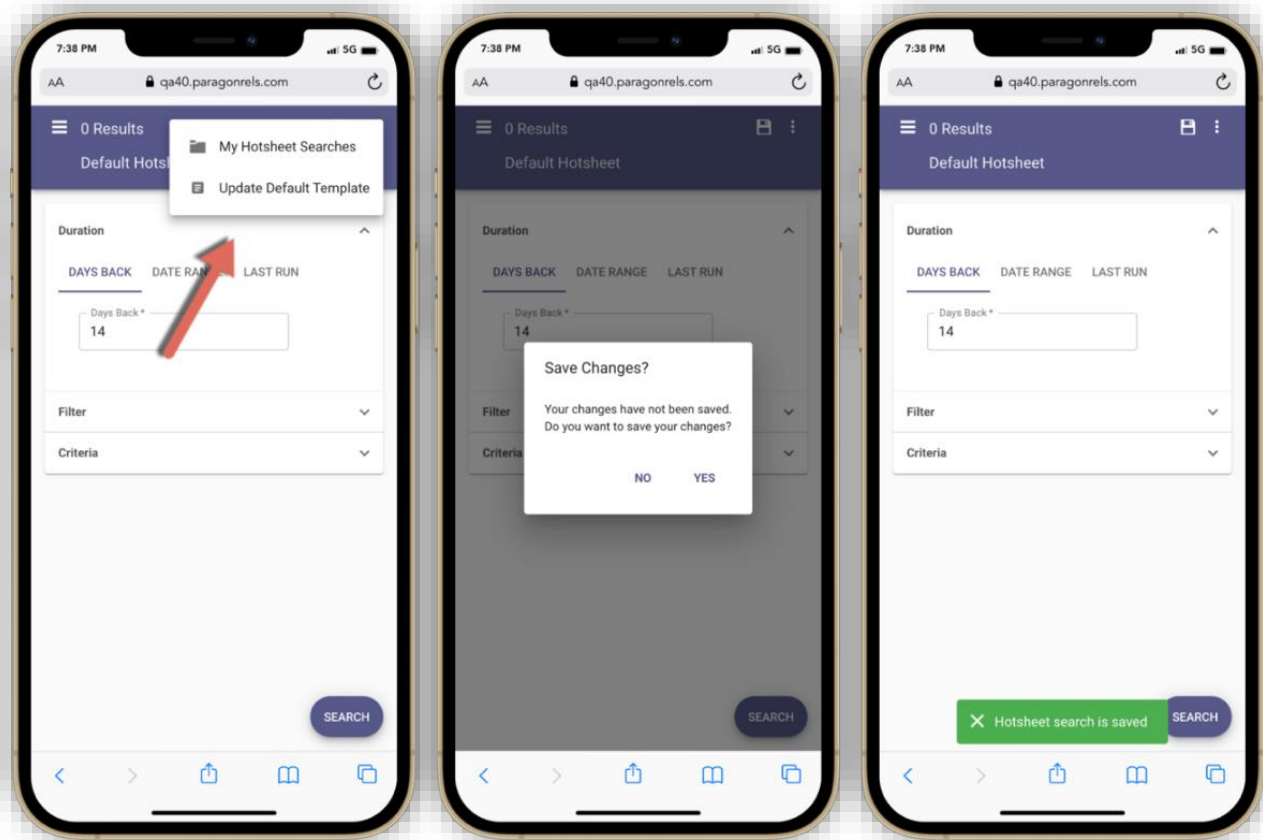 7:38 PM
5G
AA
qa40.paragonrels.com
0 Results
Default Hotsh
My Hotsheet Searches
Update Default Template
Duration
DAYS BACK
DATE RANGE
LAST RUN
Days Back *
14
Filter
Criteria
SEARCH
7:38 PM
5G
AA
qa40.paragonrels.com
0 Results
Default Hotsheet
Duration
DAYS BACK
DATE RANGE
LAST RUN
Days Back *
14
Filter
Criteria
Save Changes?
Your changes have not been saved.
Do you want to save your changes?
NO
YES
SEARCH
7:38 PM
5G
AA
qa40.paragonrels.com
0 Results
Default Hotsheet
Duration
DAYS BACK
DATE RANGE
LAST RUN
Days Back *
14
Filter
Criteria
Hotsheet search is saved
SEARCH